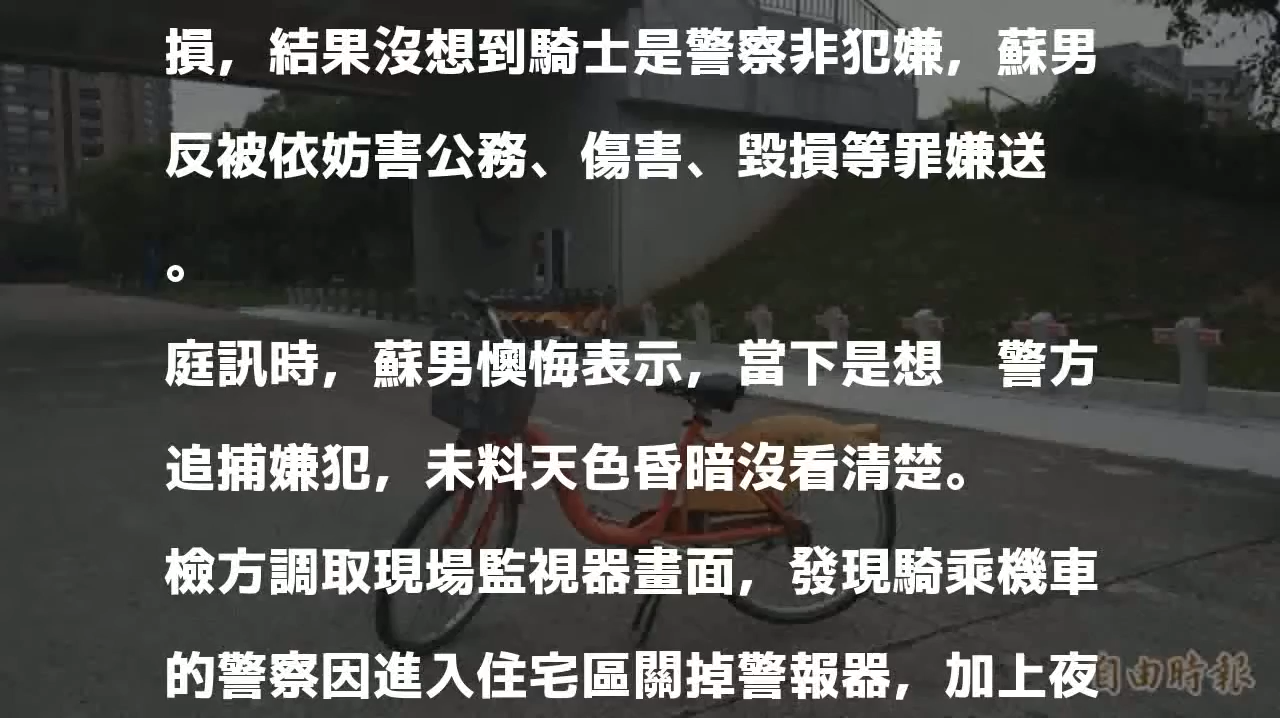 損，結果沒想到騎士是警察非犯嫌，蘇男
反被依妨害公務、傷害、毀損等罪嫌送
。
庭訊時，蘇男懊悔表示，當下是想　警方
追捕嫌犯，未料天色昏暗沒看清楚。
檢方調取現場監視器畫面，發現騎乘機車
的警察因進入住宅區關掉警報器，加上夜
自由時報